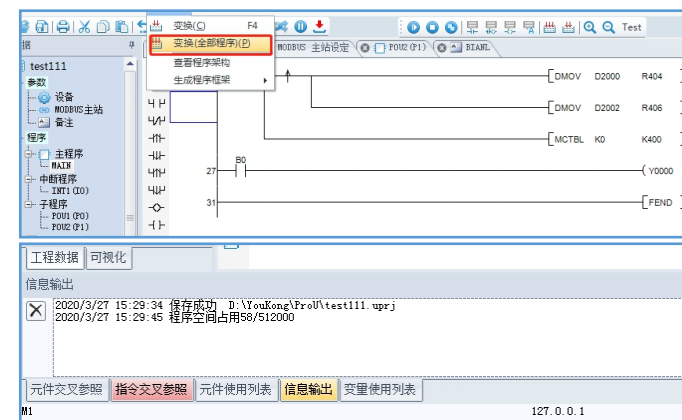 变换(C) F4
Test
据
变换(全部程序)(P)
MODBUS 主站设定
POU2(P1)
BIANL
查看程序架构
生成程序框架
test111
参数
设备
MODBUS主站
备注
程序
主程序
MAIN
中断程序
INT1(I0)
子程序
POU1(P0)
POU2(P1)
DMOV D2000 R404
DMOV D2002 R406
MCTBL K0 K400
B0
27
Y0000
31
FEND
工程数据 可视化
信息输出
2020/3/27 15:29:34 保存成功 D:\YouKong\ProU\test111.uprj
2020/3/27 15:29:45 程序空间占用58/512000
元件交叉参照 指令交叉参照 元件使用列表 信息输出 变量使用列表
M1 127.0.0.1